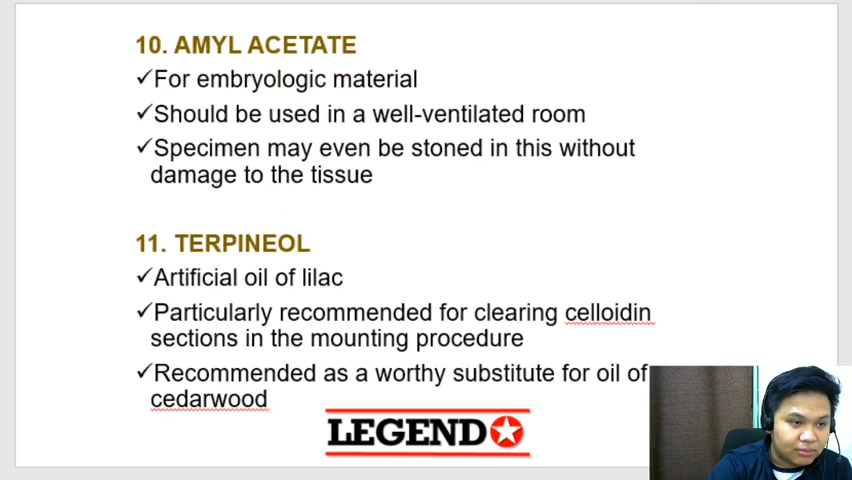 10. AMYL ACETATE
✓For embryologic material
✓Should be used in a well-ventilated room
✓Specimen may even be stoned in this without
damage to the tissue
11. TERPINEOL
✓Artificial oil of lilac
✓Particularly recommended for clearing celloidin
sections in the mounting procedure
✓Recommended as a worthy substitute for oil of
cedarwood
LEGEND